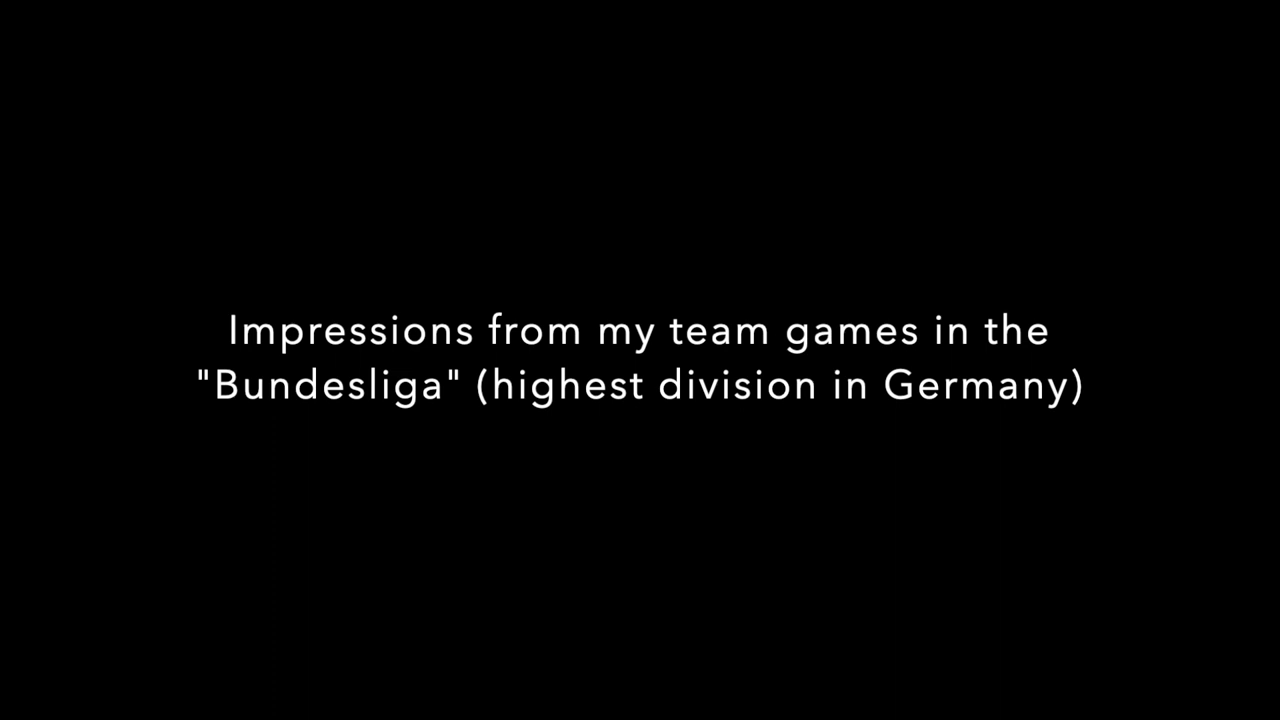 Impressions from my team games in the
"Bundesliga" (highest division in Germany)